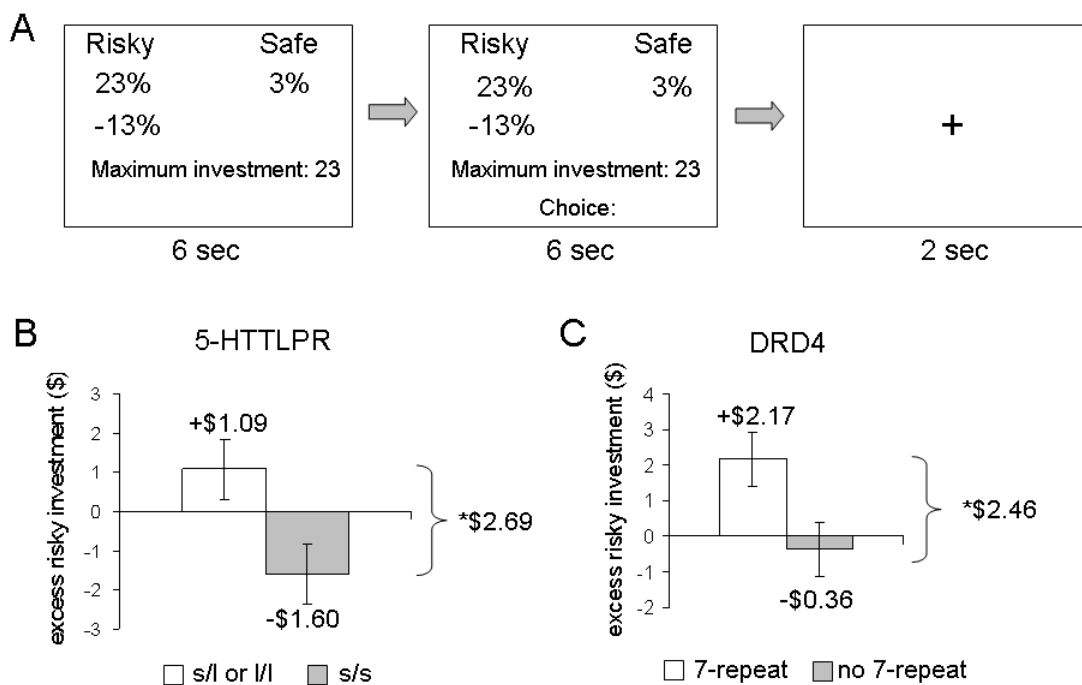 A
Risky Safe
23% 3%
-13%
Maximum investment: 23
6 sec
Risky Safe
23% 3%
-13%
Maximum investment: 23
Choice:
6 sec
+
2 sec
B
5-HTTLPR
excess risky investment ($)
3
2
1
0
-1
-2
-3
+$1.09
-$1.60
*$2.69
s/l or l/l s/s
C
DRD4
excess risky investment ($)
4
3
2
1
0
-1
-2
+$2.17
-$0.36
*$2.46
7-repeat no 7-repeat